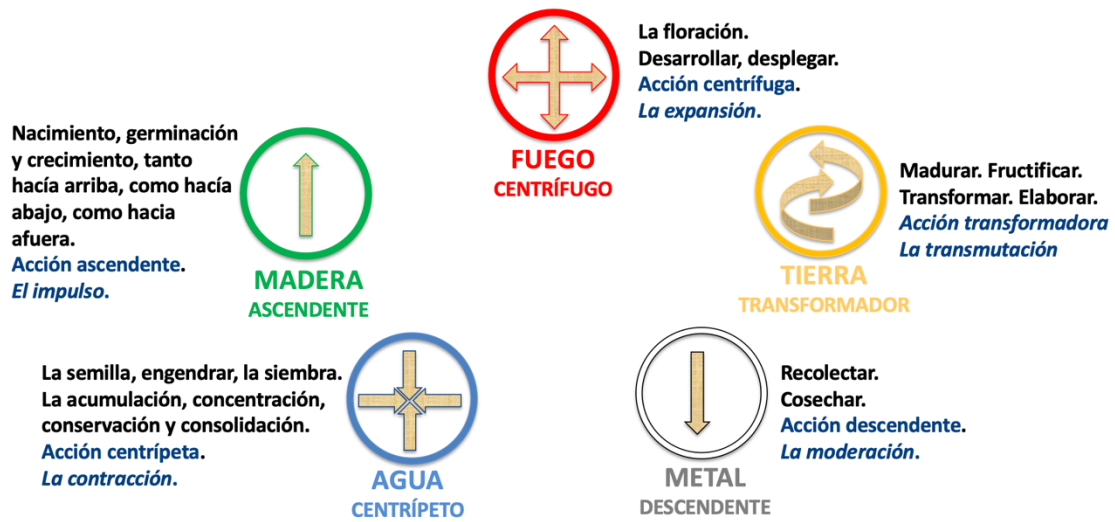 La floración.
Desarrollar, desplegar.
Acción centrífuga.
La expansión.
FUEGO
CENTRÍFUGO
Nacimiento, germinación
y crecimiento, tanto
hacía arriba, como hacía
abajo, como hacia
afuera.
Acción ascendente.
El impulso.
MADERA
ASCENDENTE
Madurar. Fructificar.
Transformar. Elaborar.
Acción transformadora
La transmutación
TIERRA
TRANSFORMADOR
La semilla, engendrar, la siembra.
La acumulación, concentración,
conservación y consolidación.
Acción centrípeta.
La contracción.
AGUA
CENTRÍPETO
Recolectar.
Cosechar.
Acción descendente.
La moderación.
METAL
DESCENDENTE